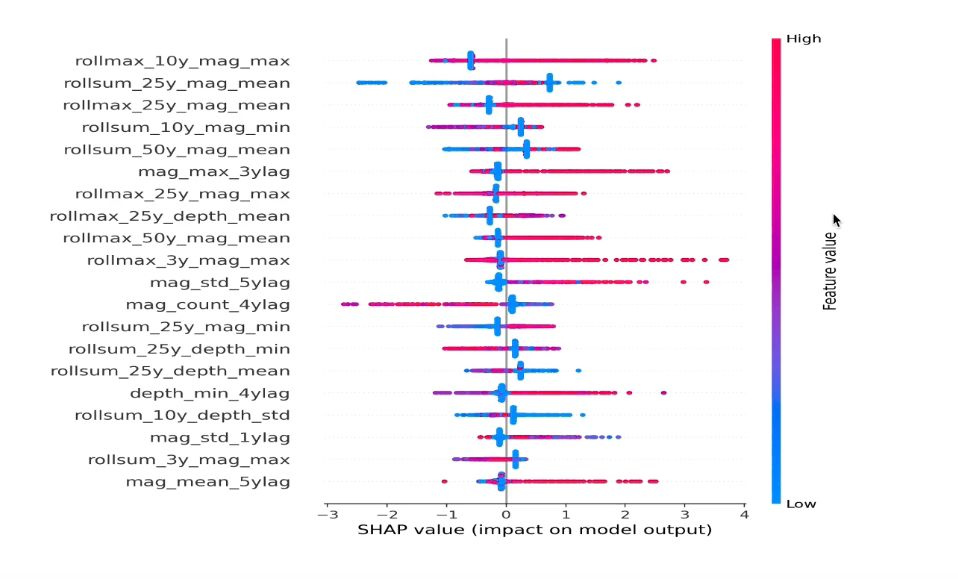 High
rollmax_10y_mag_max
rollsum_25y_mag_mean
rollmax_25y_mag_mean
rollsum_10y_mag_min
rollsum_50y_mag_mean
mag_max_3ylag
rollmax_25y_mag_max
rollmax_25y_depth_mean
rollmax_50y_mag_mean
rollmax_3y_mag_max
mag_std_5ylag
mag_count_4ylag
rollsum_25y_mag_min
rollsum_25y_depth_min
rollsum_25y_depth_mean
depth_min_4ylag
rollsum_10y_depth_std
mag_std_1ylag
rollsum_3y_mag_max
mag_mean_5ylag
Feature value
Low
−3 −2 −1 0 1 2 3 4
SHAP value (impact on model output)